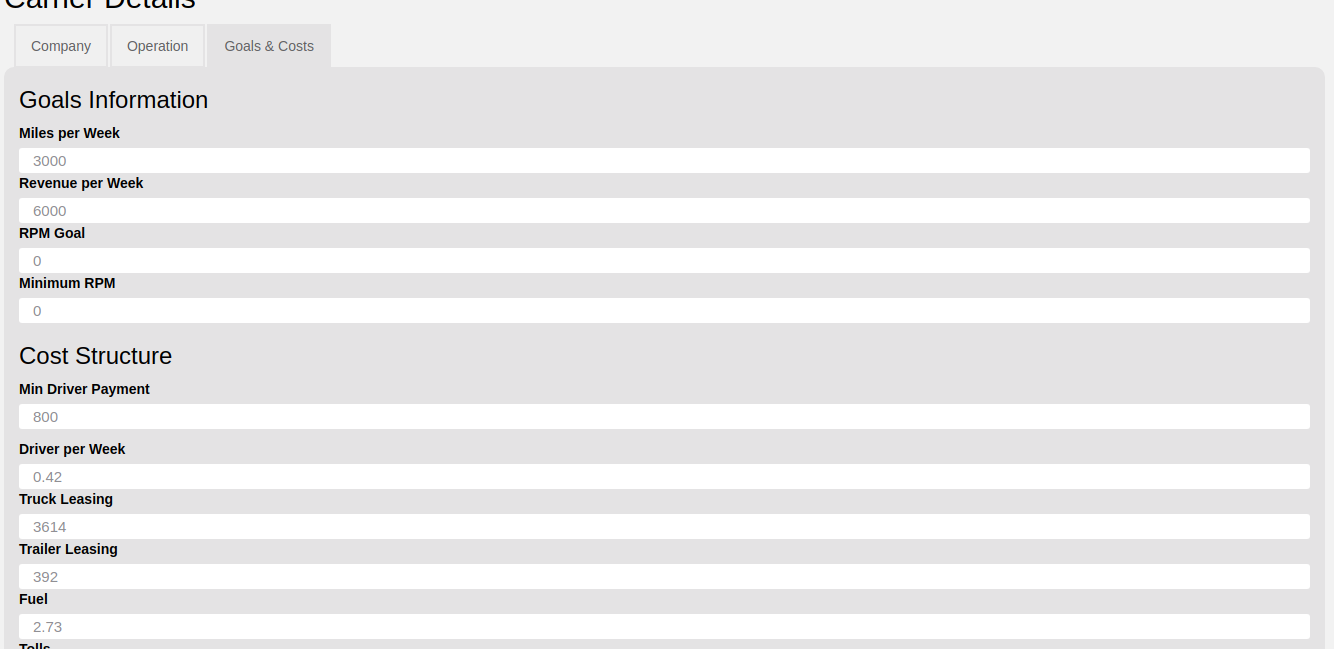 Carrier Details
Company Operation Goals & Costs
Goals Information
Miles per Week
3000
Revenue per Week
6000
RPM Goal
0
Minimum RPM
0
Cost Structure
Min Driver Payment
800
Driver per Week
0.42
Truck Leasing
3614
Trailer Leasing
392
Fuel
2.73
Tolls